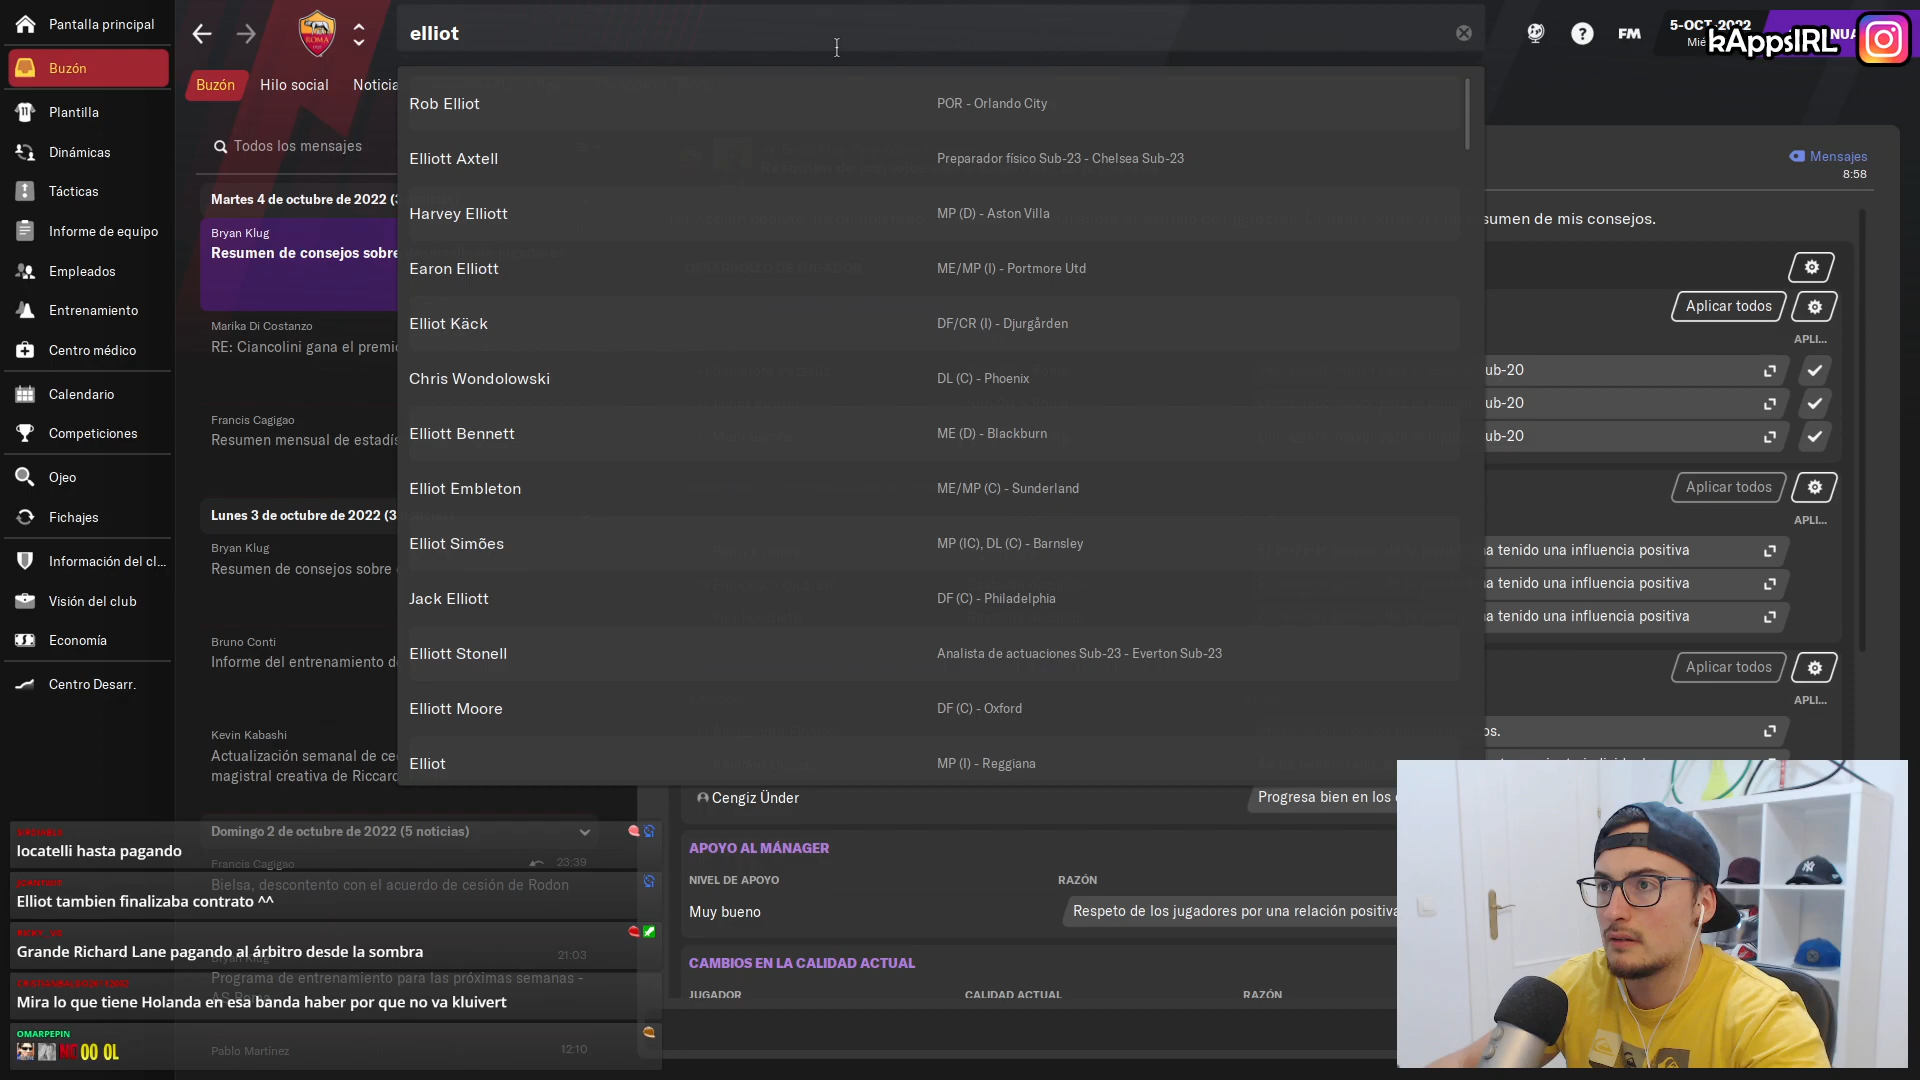 Pantalla principal
Buzón
Plantilla
Dinámicas
Tácticas
Informe de equipo
Empleados
Entrenamiento
Centro médico
Calendario
Competiciones
Ojeo
Fichajes
Información del cl...
Visión del club
Economía
Centro Desarr.
elliot
FM
5-OCT-2022
kAppsIRL
Buzón
Hilo social
Noticia
Todos los mensajes
Martes 4 de octubre de 2022 (3
Bryan Klug
Resumen de consejos sobre
Marika Di Costanzo
RE: Ciancolini gana el premi
Francis Cagigao
Resumen mensual de estadís
Lunes 3 de octubre de 2022 (3
Bryan Klug
Resumen de consejos sobre
Bruno Conti
Informe del entrenamiento d
Kevin Kabashi
Actualización semanal de ce
magistral creativa de Riccard
Domingo 2 de octubre de 2022 (5 noticias)
Francis Cagigao
23:39
Bielsa, descontento con el acuerdo de cesión de Rodon
Bryan Klug
21:03
Programa de entrenamiento para las próximas semanas -
Pablo Martinez
12:10
Rob Elliot
POR - Orlando City
Elliott Axtell
Preparador físico Sub-23 - Chelsea Sub-23
Harvey Elliott
MP (D) - Aston Villa
Earon Elliott
ME/MP (I) - Portmore Utd
Elliot Käck
DF/CR (I) - Djurgården
Chris Wondolowski
DL (C) - Phoenix
Elliott Bennett
ME (D) - Blackburn
Elliot Embleton
ME/MP (C) - Sunderland
Elliot Simões
MP (IC), DL (C) - Barnsley
Jack Elliott
DF (C) - Philadelphia
Elliott Stonell
Analista de actuaciones Sub-23 - Everton Sub-23
Elliott Moore
DF (C) - Oxford
Elliot
MP (I) - Reggiana
Mensajes
8:58
sumen de mis consejos.
Aplicar todos
APLI...
ub-20
ub-20
ub-20
Aplicar todos
APLI...
a tenido una influencia positiva
a tenido una influencia positiva
a tenido una influencia positiva
Aplicar todos
APLI...
os.
Cengiz Ünder
Progresa bien en los
APOYO AL MÁNAGER
NIVEL DE APOYO
RAZÓN
Muy bueno
Respeto de los jugadores por una relación positiva
CAMBIOS EN LA CALIDAD ACTUAL
JUGADOR
CALIDAD ACTUAL
RAZÓN
locatelli hasta pagando
Elliot tambien finalizaba contrato ^^
Grande Richard Lane pagando al árbitro desde la sombra
Mira lo que tiene Holanda en esa banda haber por que no va kluivert
OMARPEPIN